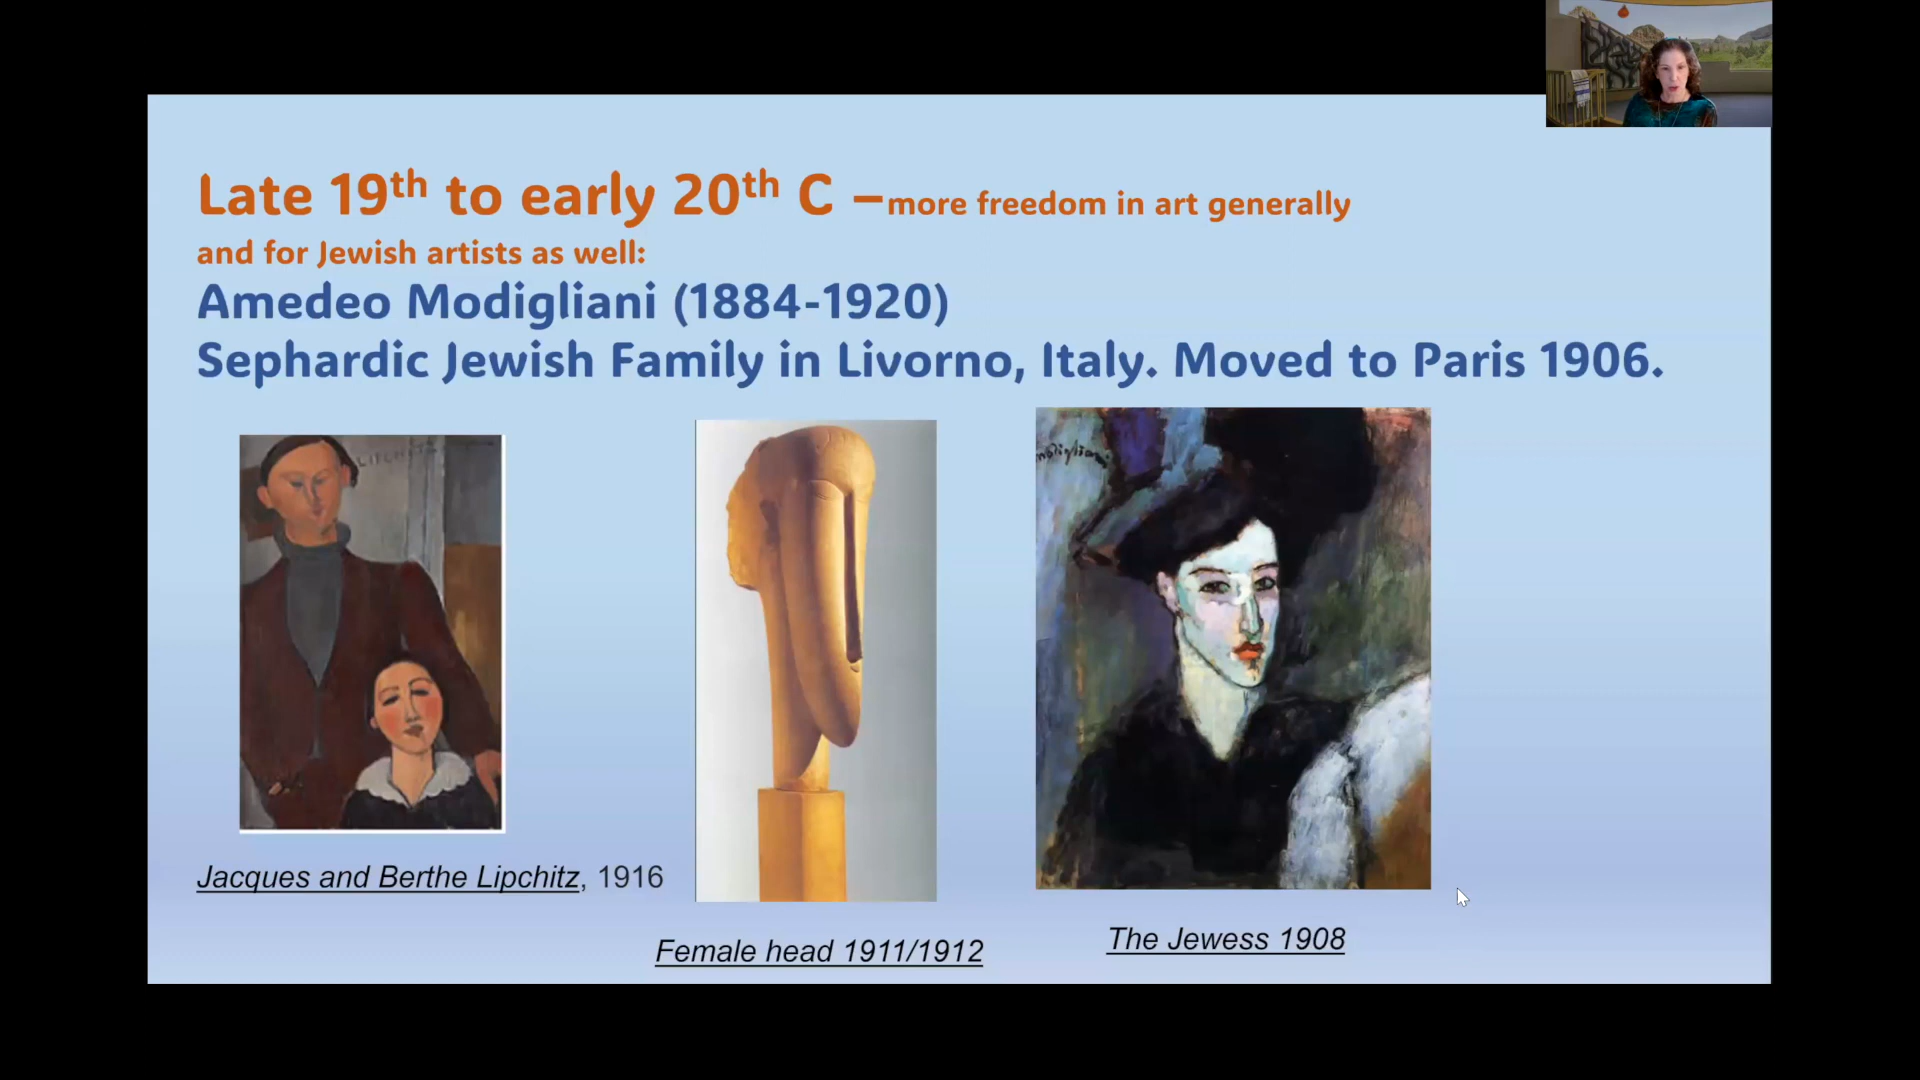 Late 19th to early 20th C –more freedom in art generally
and for Jewish artists as well:
Amedeo Modigliani (1884-1920)
Sephardic Jewish Family in Livorno, Italy. Moved to Paris 1906.
LIPCHITZ
modigliani
Jacques and Berthe Lipchitz, 1916
Female head 1911/1912
The Jewess 1908